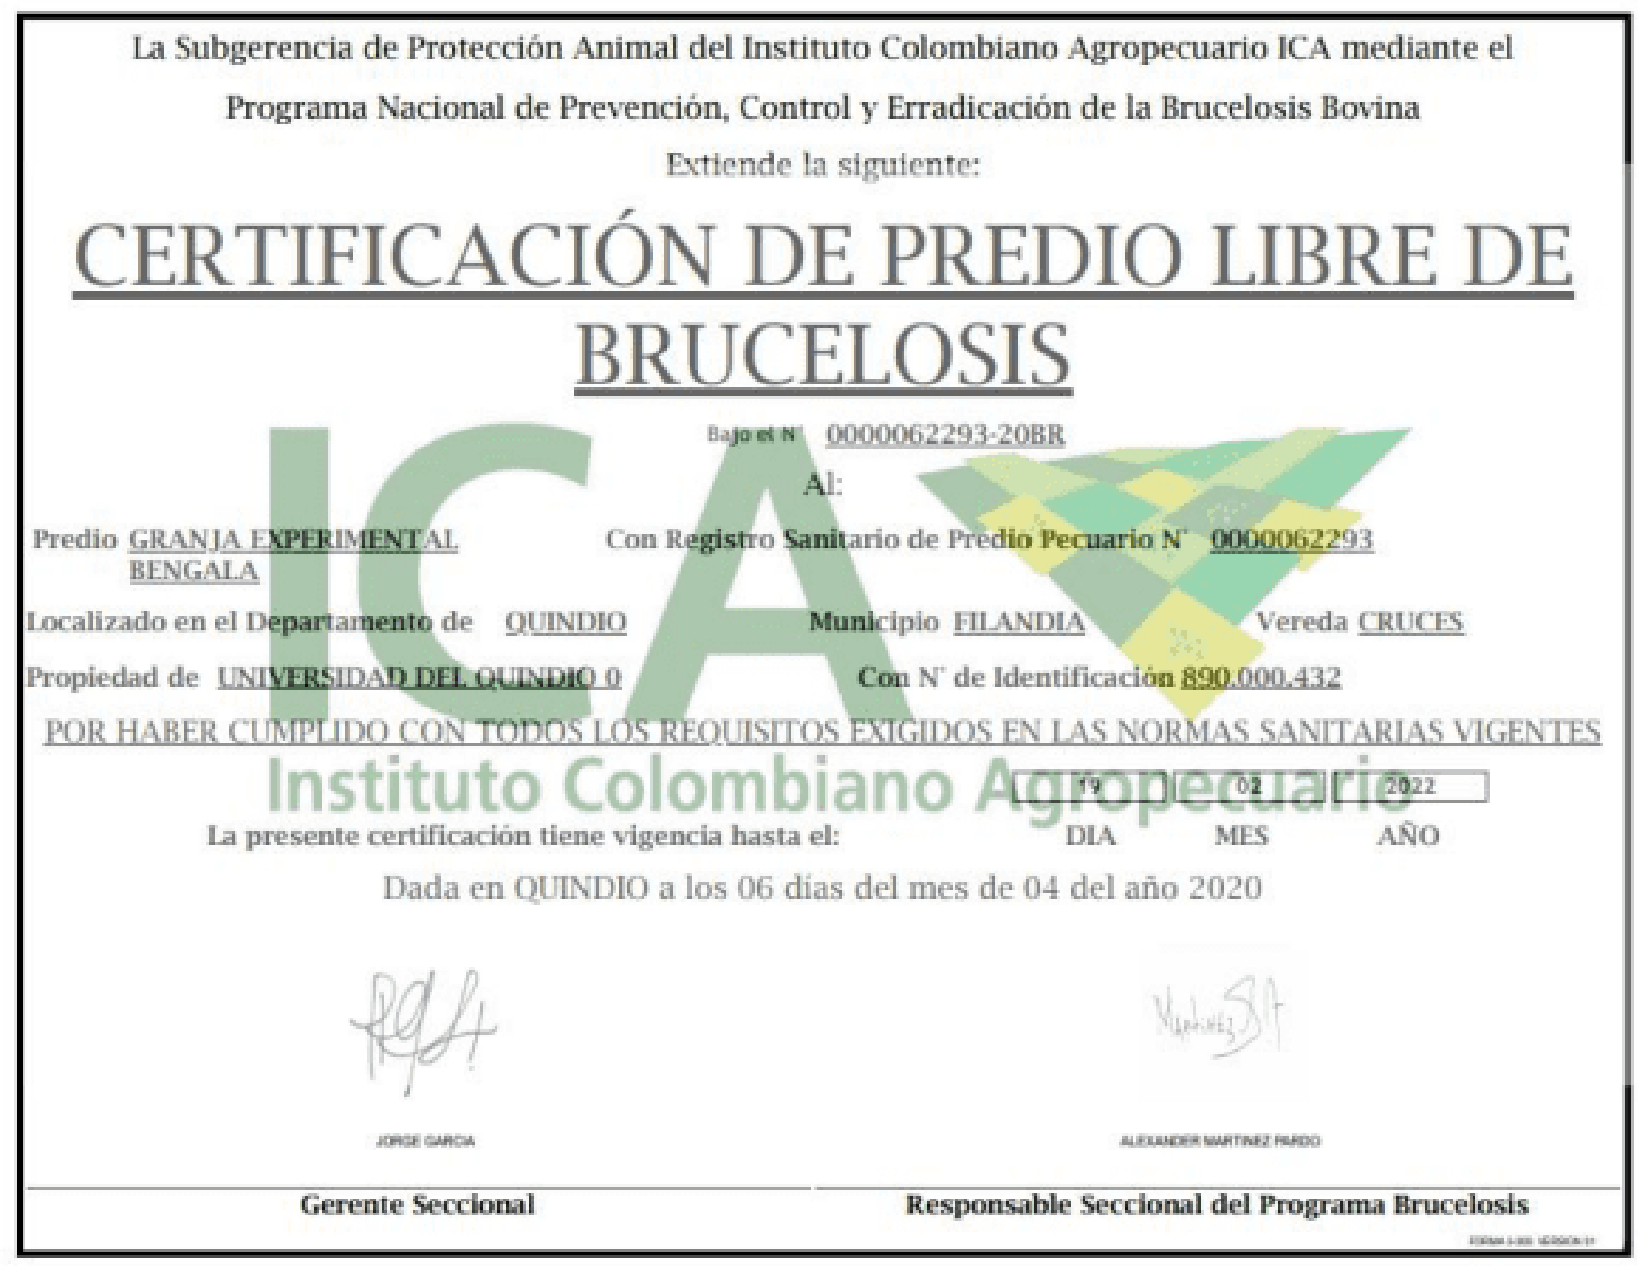 La Subgerencia de Protección Animal del Instituto Colombiano Agropecuario ICA mediante el
Programa Nacional de Prevención, Control y Erradicación de la Brucelosis Bovina
Extiende la siguiente:
CERTIFICACIÓN DE PREDIO LIBRE DE
BRUCELOSIS
Bajo el N° 0000062293-20BR
Al:
Predio GRANJA EXPERIMENTAL Con Registro Sanitario de Predio Pecuario N° 0000062293
BENGALA
Localizado en el Departamento de QUINDIO Municipio FILANDIA Vereda CRUCES
Propiedad de UNIVERSIDAD DEL QUINDIO 0 Con N° de Identificación 890.000.432
POR HABER CUMPLIDO CON TODOS LOS REQUISITOS EXIGIDOS EN LAS NORMAS SANITARIAS VIGENTES
ICA
Instituto Colombiano Agropecuario
19 02 2022
La presente certificación tiene vigencia hasta el: DIA MES AÑO
Dada en QUINDIO a los 06 días del mes de 04 del año 2020
Martinez
JORGE GARCIA ALEXANDER MARTINEZ PARDO
Gerente Seccional Responsable Seccional del Programa Brucelosis